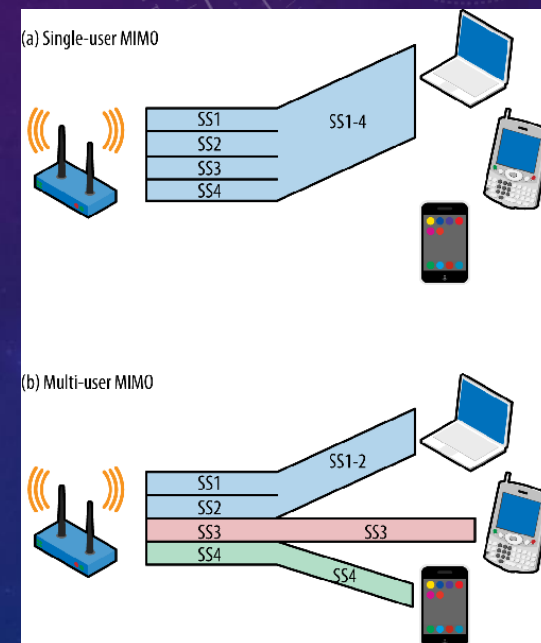 (a) Single-user MIMO
SS1
SS2
SS3
SS4
SS1-4
(b) Multi-user MIMO
SS1
SS2
SS3
SS4
SS1-2
SS3
SS4